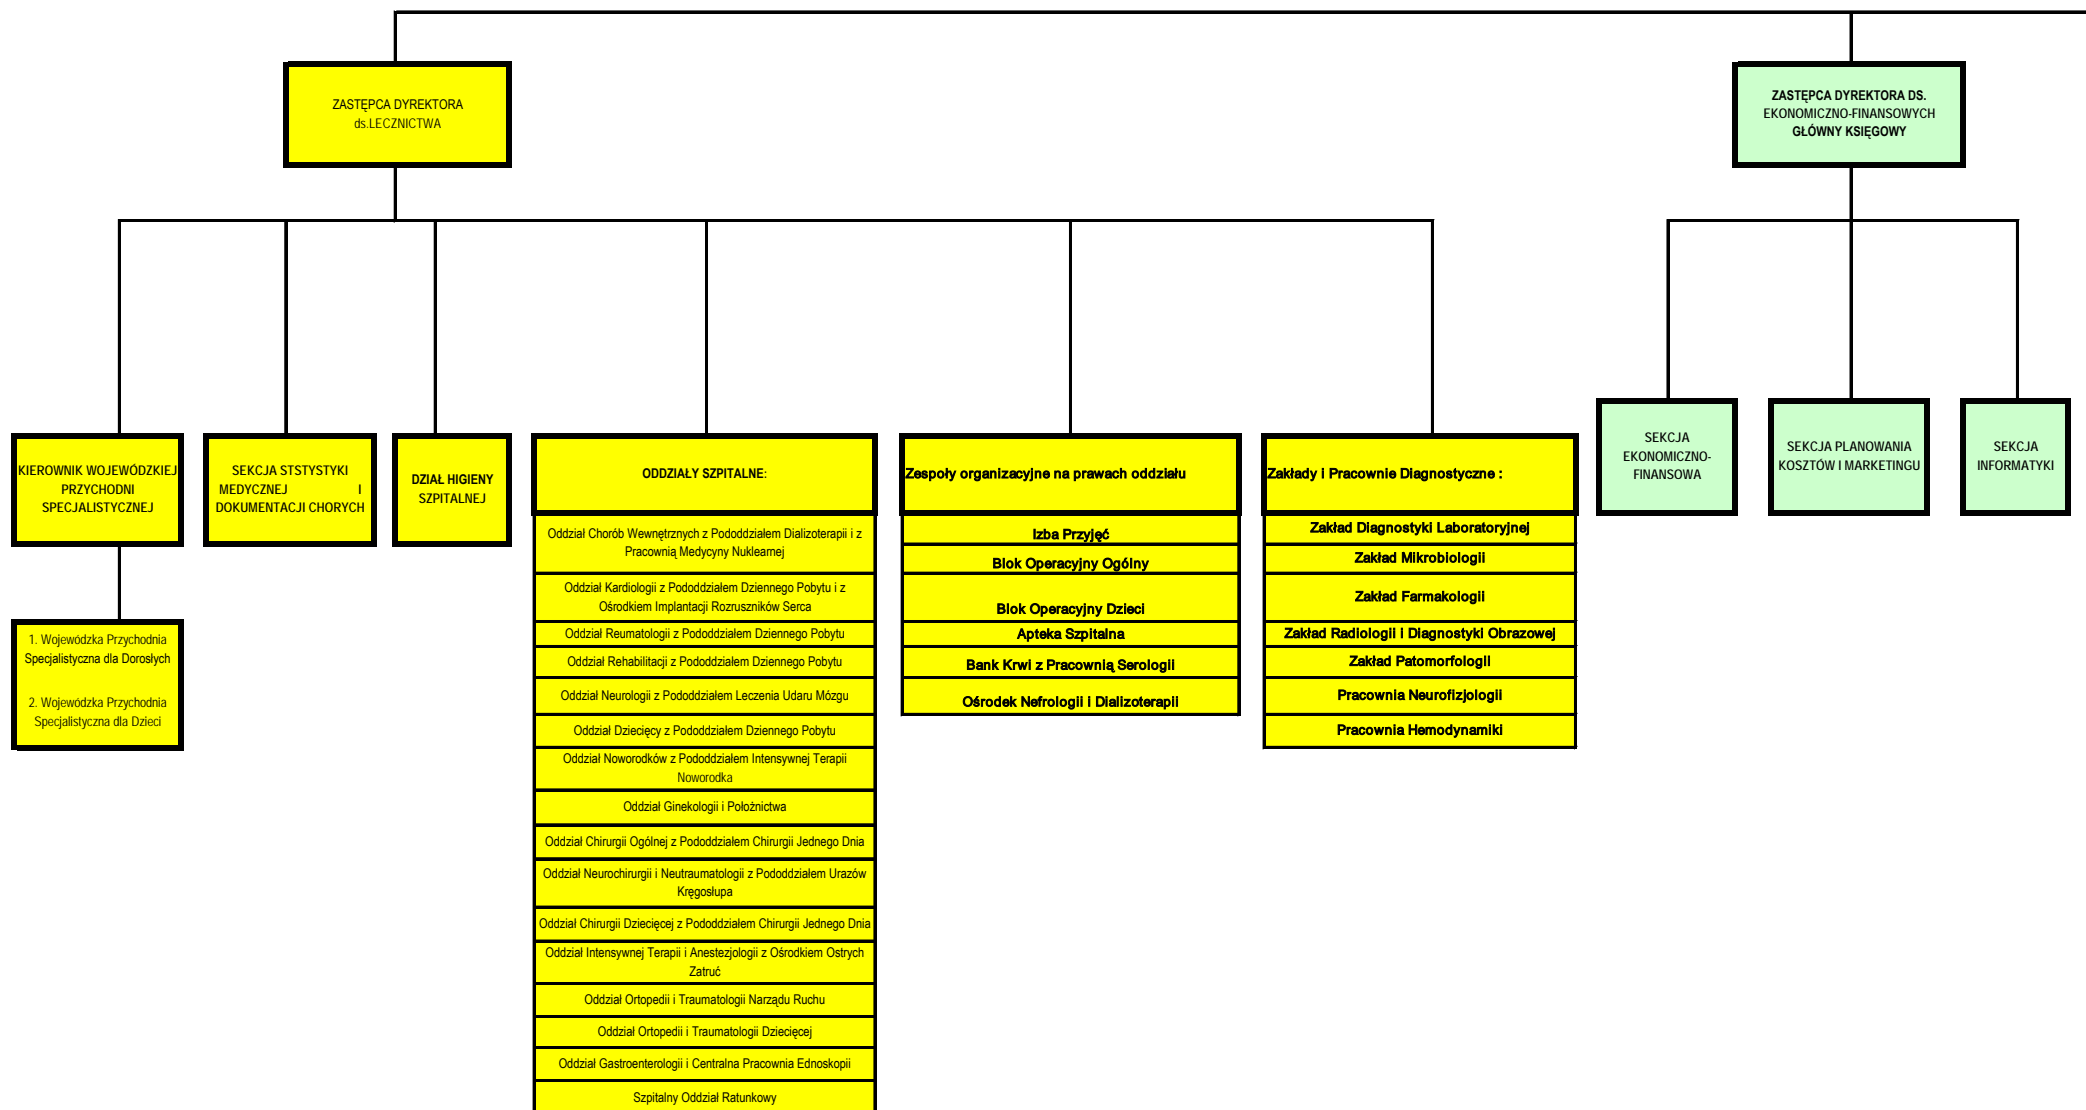 ZASTĘPCA DYREKTORA
ds.LECZNICTWA
ZASTĘPCA DYREKTORA DS.
EKONOMICZNO-FINANSOWYCH
GŁÓWNY KSIĘGOWY
KIEROWNIK WOJEWÓDZKIEJ
PRZYCHODNI
SPECJALISTYCZNEJ
1. Wojewódzka Przychodnia
Specjalistyczna dla Dorosłych
2. Wojewódzka Przychodnia
Specjalistyczna dla Dzieci
SEKCJA STSTYSTYKI
MEDYCZNEJ I
DOKUMENTACJI CHORYCH
DZIAŁ HIGIENY
SZPITALNEJ
ODDZIAŁY SZPITALNE:
Oddział Chorób Wewnętrznych z Pododdziałem Dializoterapii i z
Pracownią Medycyny Nuklearnej
Oddział Kardiologii z Pododdziałem Dziennego Pobytu i z
Ośrodkiem Implantacji Rozruszników Serca
Oddział Reumatologii z Pododdziałem Dziennego Pobytu
Oddział Rehabilitacji z Pododdziałem Dziennego Pobytu
Oddział Neurologii z Pododdziałem Leczenia Udaru Mózgu
Oddział Dziecięcy z Pododdziałem Dziennego Pobytu
Oddział Noworodków z Pododdziałem Intensywnej Terapii
Noworodka
Oddział Ginekologii i Położnictwa
Oddział Chirurgii Ogólnej z Pododdziałem Chirurgii Jednego Dnia
Oddział Neurochirurgii i Neutraumatologii z Pododdziałem Urazów
Kręgosłupa
Oddział Chirurgii Dziecięcej z Pododdziałem Chirurgii Jednego Dnia
Oddział Intensywnej Terapii i Anestezjologii z Ośrodkiem Ostrych
Zatruć
Oddział Ortopedii i Traumatologii Narządu Ruchu
Oddział Ortopedii i Traumatologii Dziecięcej
Oddział Gastroenterologii i Centralna Pracownia Ednoskopii
Szpitalny Oddział Ratunkowy
Zespoły organizacyjne na prawach oddziału
Izba Przyjęć
Blok Operacyjny Ogólny
Blok Operacyjny Dzieci
Apteka Szpitalna
Bank Krwi z Pracownią Serologii
Ośrodek Nefrologii i Dializoterapii
Zakłady i Pracownie Diagnostyczne :
Zakład Diagnostyki Laboratoryjnej
Zakład Mikrobiologii
Zakład Farmakologii
Zakład Radiologii i Diagnostyki Obrazowej
Zakład Patomorfologii
Pracownia Neurofizjologii
Pracownia Hemodynamiki
SEKCJA
EKONOMICZNO-
FINANSOWA
SEKCJA PLANOWANIA
KOSZTÓW I MARKETINGU
SEKCJA
INFORMATYKI